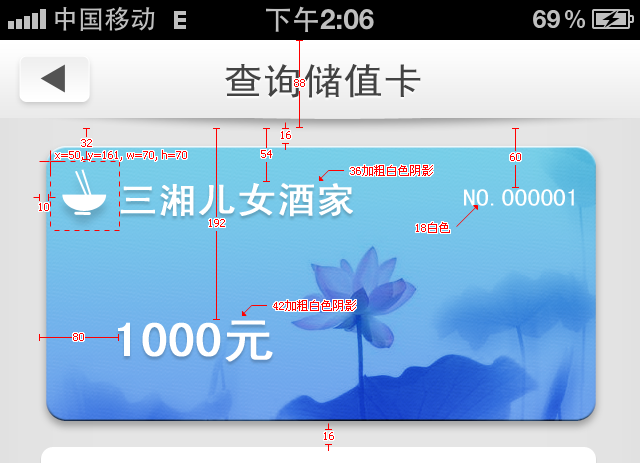 中国移动 E 下午2:06 69%
查询储值卡
88
32
16
54
60
x=50, y=161, w=70, h=70
36加粗白色阴影
10
三湘儿女酒家
NO.000001
192
18白色
42加粗白色阴影
80
1000元
16